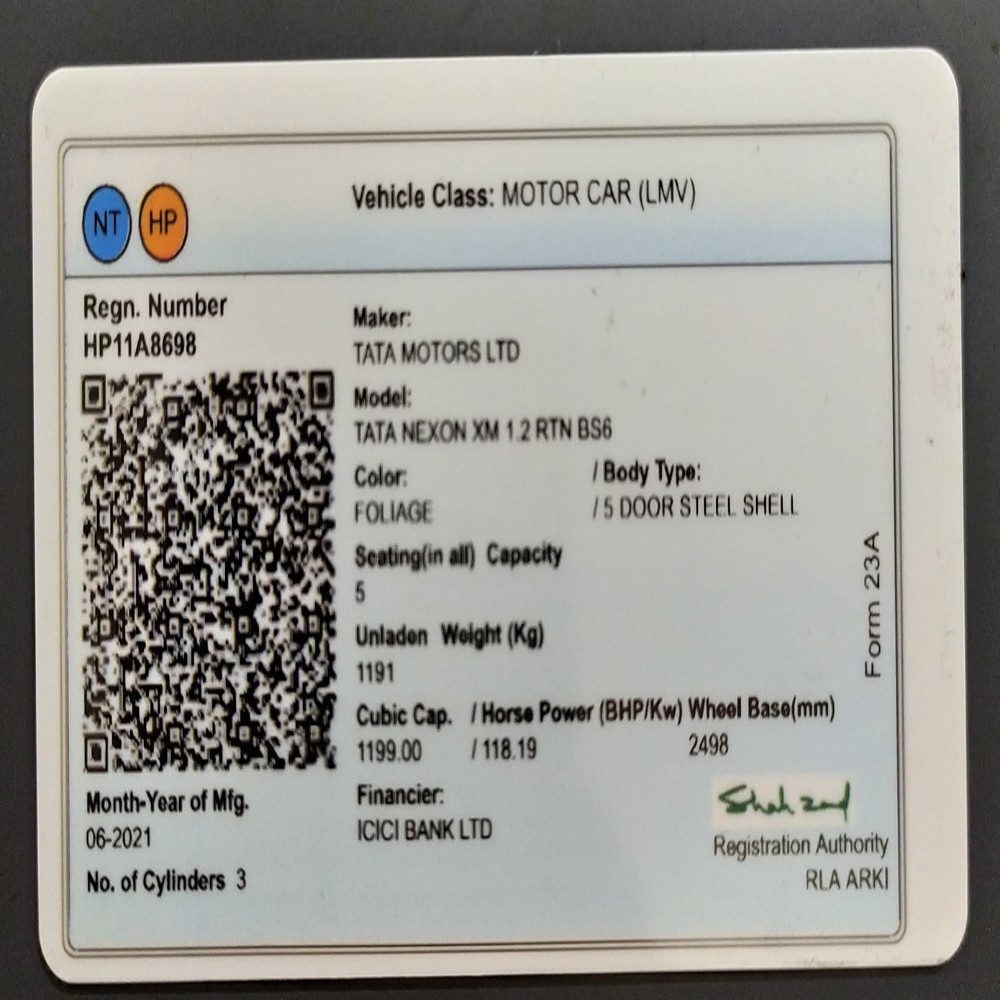 NT HP
Vehicle Class: MOTOR CAR (LMV)
Regn. Number
HP11A8698
Maker:
TATA MOTORS LTD
Model:
TATA NEXON XM 1.2 RTN BS6
Color: / Body Type:
FOLIAGE / 5 DOOR STEEL SHELL
Seating(in all) Capacity
5
Unladen Weight (Kg)
1191
Cubic Cap. / Horse Power (BHP/Kw) Wheel Base(mm)
1199.00 / 118.19 2498
Month-Year of Mfg.
06-2021
No. of Cylinders 3
Financier:
ICICI BANK LTD
Shahzad
Registration Authority
RLA ARKI
Form 23A